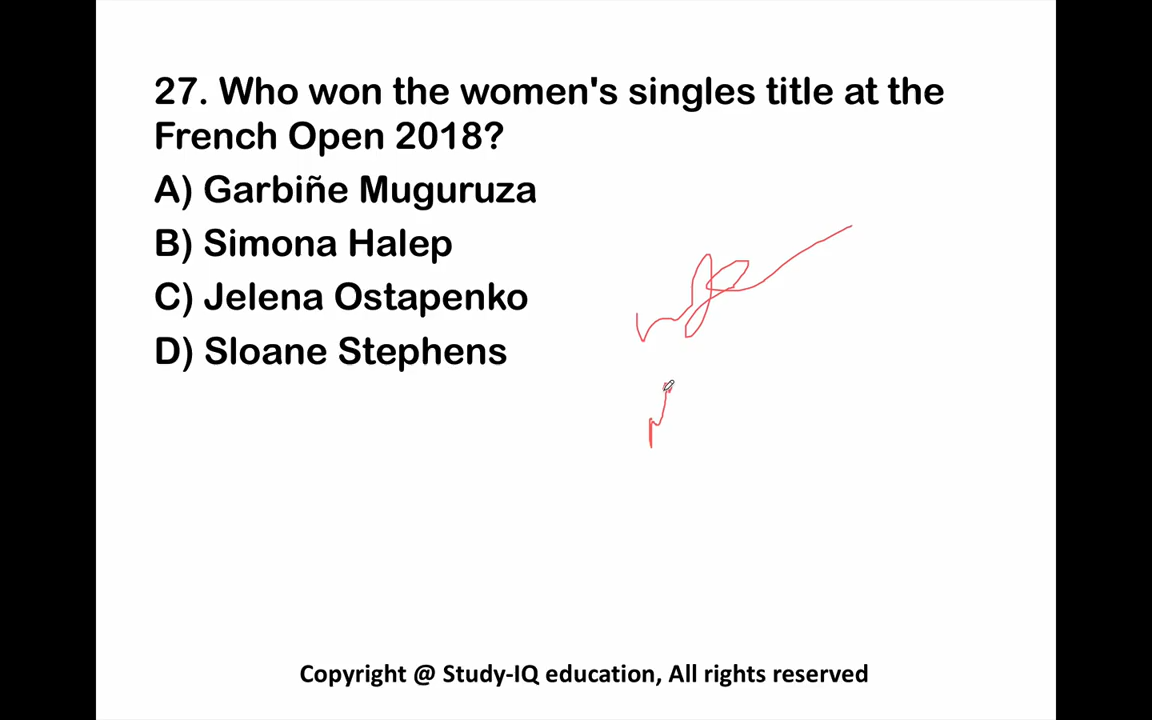 27. Who won the women's singles title at the
French Open 2018?
A) Garbiñe Muguruza
B) Simona Halep
C) Jelena Ostapenko
D) Sloane Stephens
Copyright @ Study-IQ education, All rights reserved